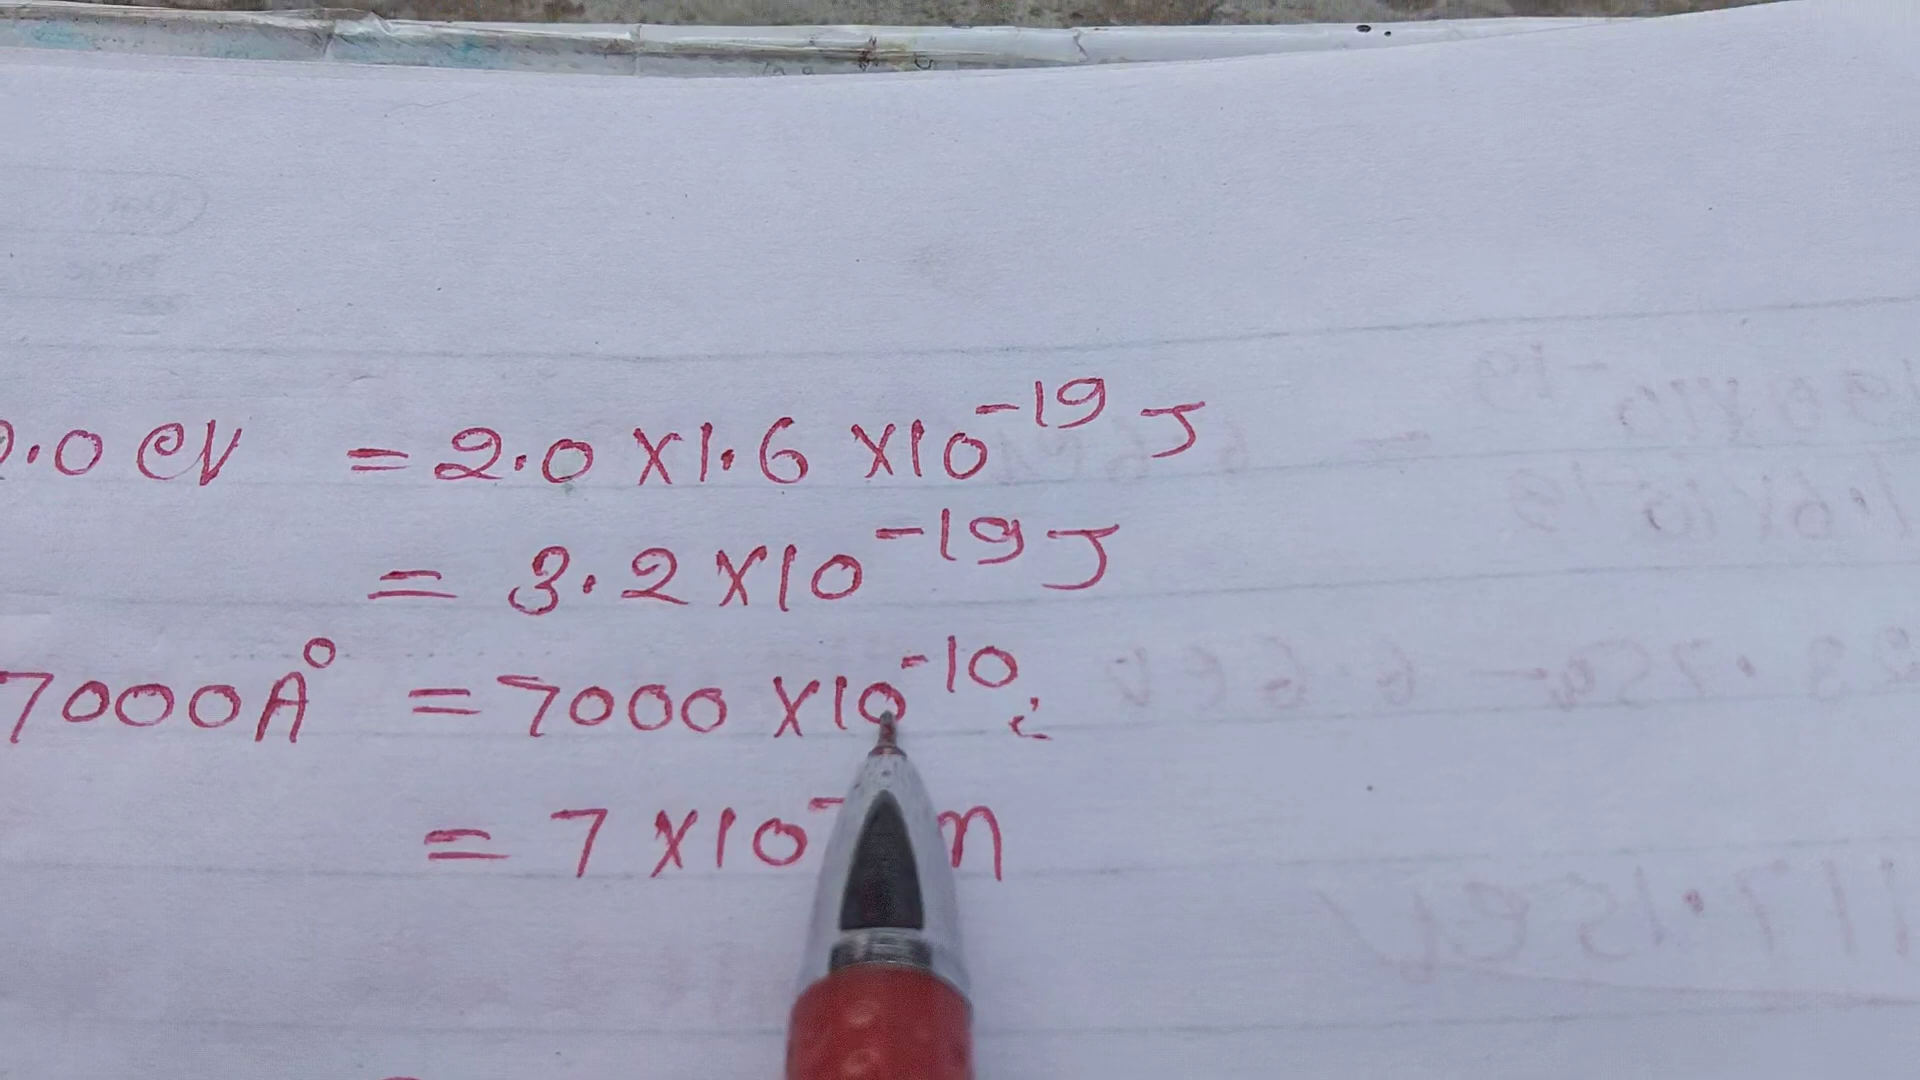 .0 eV = 2.0 X 1.6 X 10⁻¹⁹ J
= 3.2 X 10⁻¹⁹ J
7000 A° = 7000 X 10⁻¹⁰
= 7 X 10⁻ m